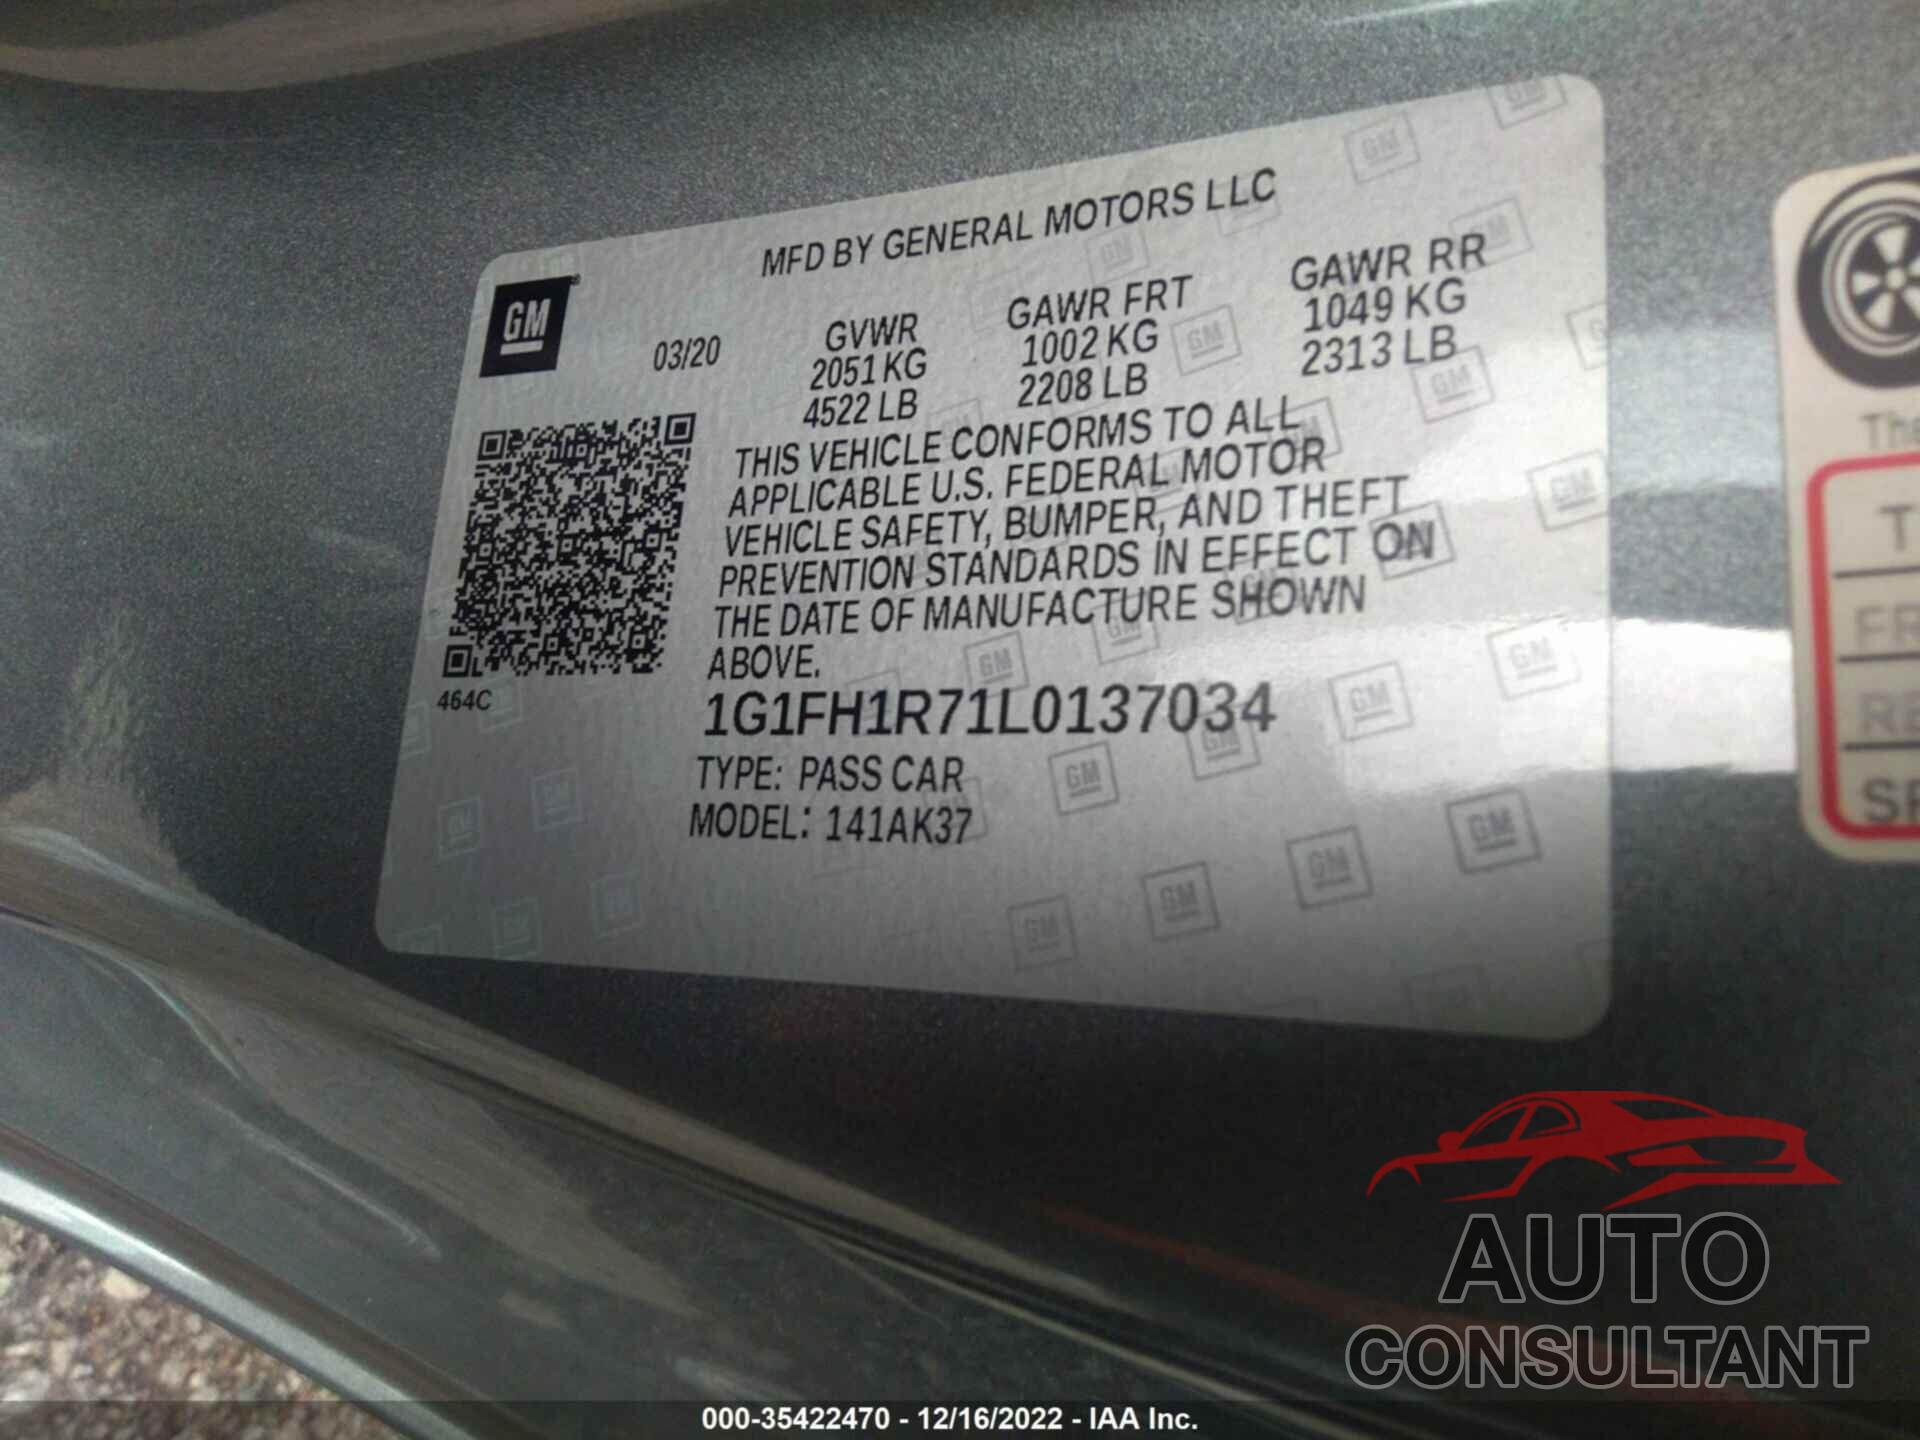 MFD BY GENERAL MOTORS LLC
GM
03/20
GVWR
2051 KG
4522 LB
GAWR FRT
1002 KG
2208 LB
GAWR RR
1049 KG
2313 LB
THIS VEHICLE CONFORMS TO ALL
APPLICABLE U.S. FEDERAL MOTOR
VEHICLE SAFETY, BUMPER, AND THEFT
PREVENTION STANDARDS IN EFFECT ON
THE DATE OF MANUFACTURE SHOWN
ABOVE.
464C
1G1FH1R71L0137034
TYPE: PASS CAR
MODEL: 141AK37
AUTO
CONSULTANT
000-35422470 - 12/16/2022 - IAA Inc.